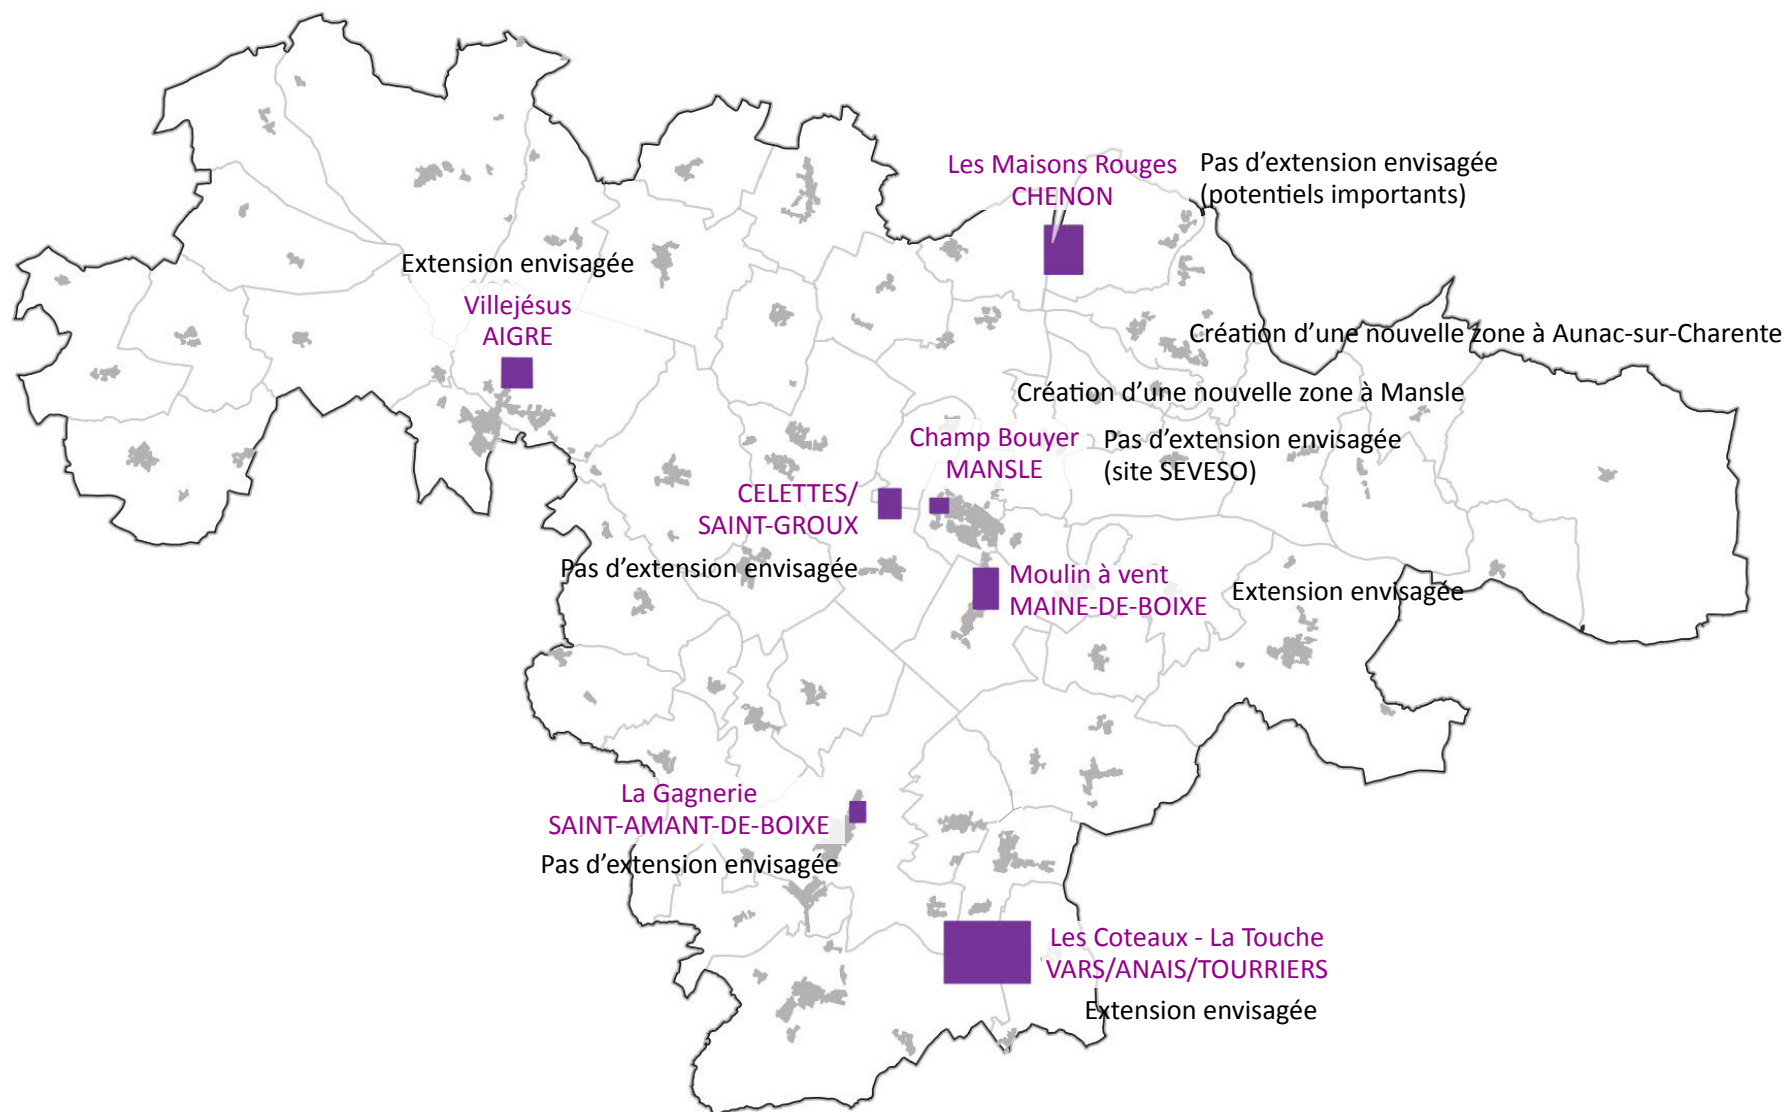 Les Maisons Rouges
CHENON
Pas d’extension envisagée
(potentiels importants)
Extension envisagée
Villejésus
AIGRE
Création d’une nouvelle zone à Aunac-sur-Charente
Création d’une nouvelle zone à Mansle
Champ Bouyer
MANSLE
Pas d’extension envisagée
(site SEVESO)
CELETTES/
SAINT-GROUX
Pas d’extension envisagée
Moulin à vent
MAINE-DE-BOIXE
Extension envisagée
La Gagnerie
SAINT-AMANT-DE-BOIXE
Pas d’extension envisagée
Les Coteaux - La Touche
VARS/ANAIS/TOURRIERS
Extension envisagée